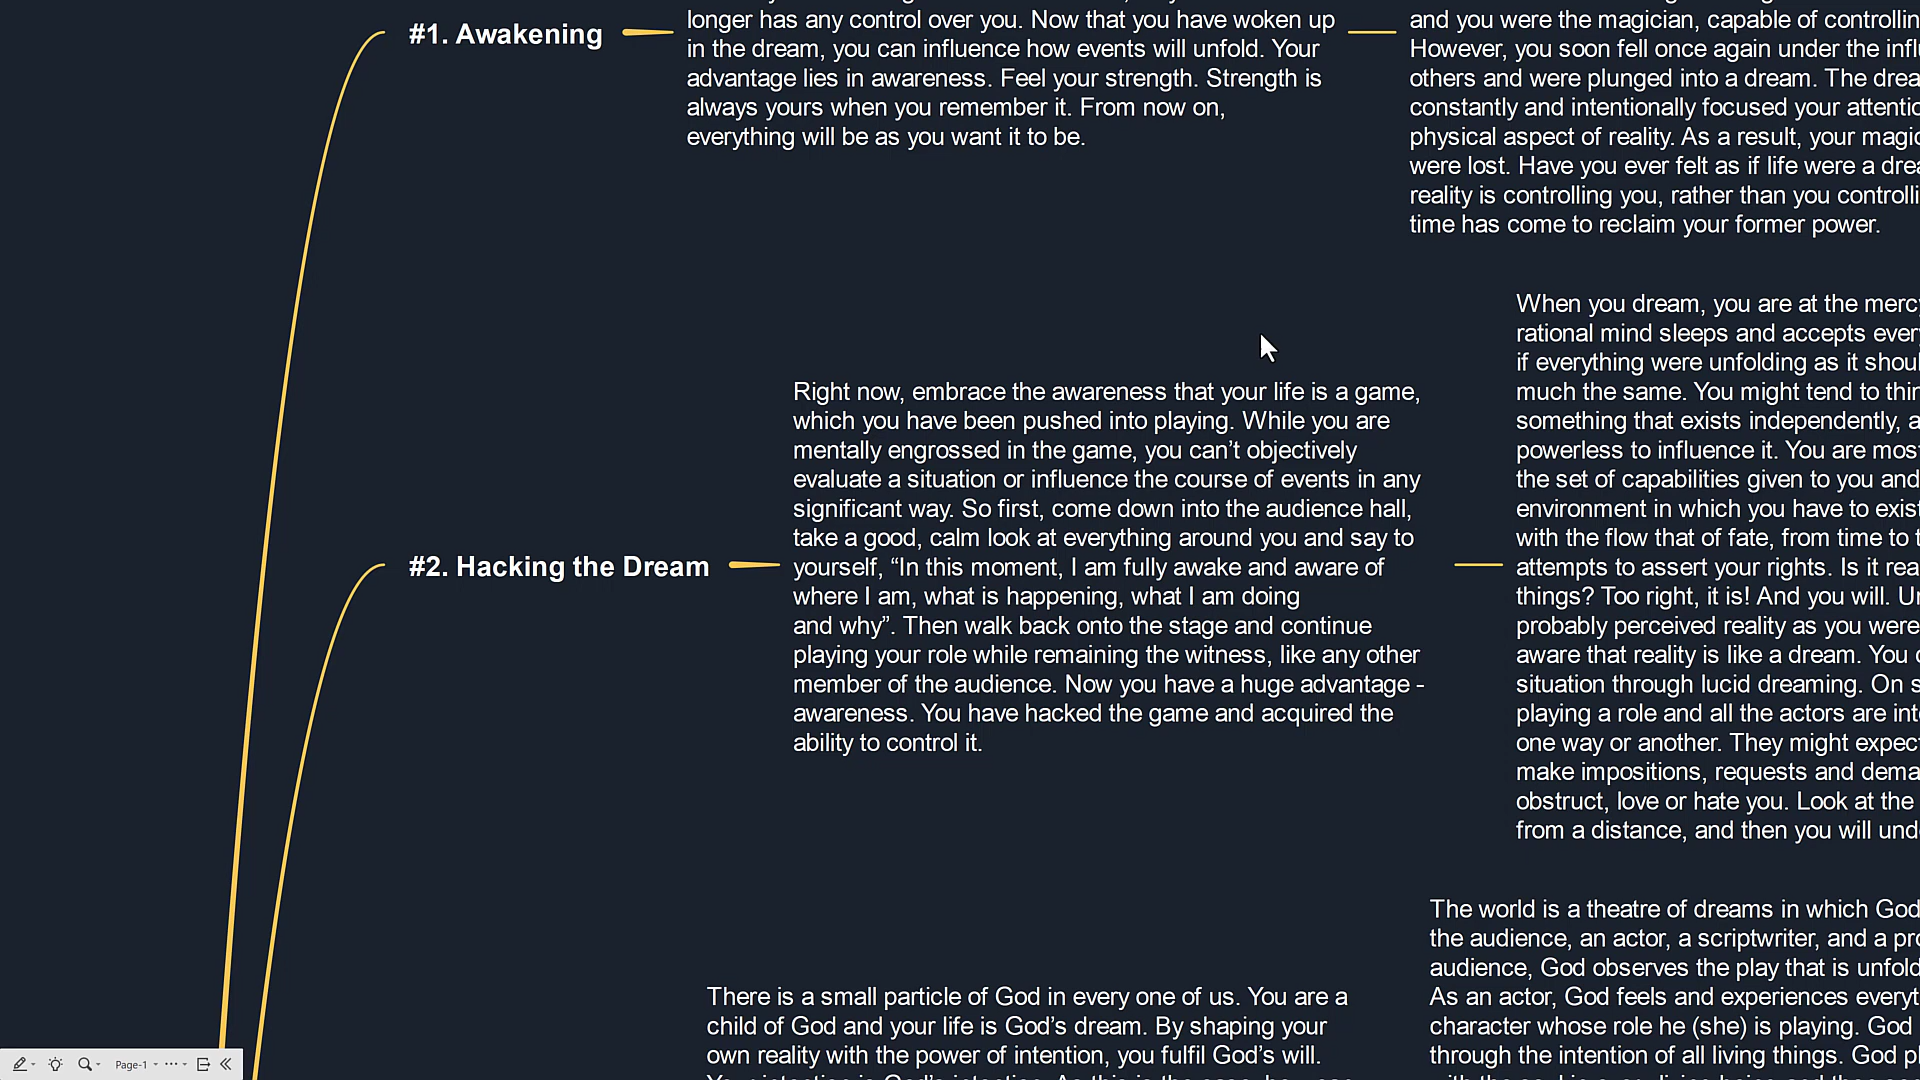 #1. Awakening
longer has any control over you. Now that you have woken up
in the dream, you can influence how events will unfold. Your
advantage lies in awareness. Feel your strength. Strength is
always yours when you remember it. From now on,
everything will be as you want it to be.
and you were the magician, capable of
However, you soon fell once again under the
others and were plunged into a dream. The
constantly and intentionally focused your
physical aspect of reality. As a result, your
were lost. Have you ever felt as if life were a
reality is controlling you, rather than you
time has come to reclaim your former power.
#2. Hacking the Dream
Right now, embrace the awareness that your life is a game,
which you have been pushed into playing. While you are
mentally engrossed in the game, you can’t objectively
evaluate a situation or influence the course of events in any
significant way. So first, come down into the audience hall,
take a good, calm look at everything around you and say to
yourself, “In this moment, I am fully awake and aware of
where I am, what is happening, what I am doing
and why”. Then walk back onto the stage and continue
playing your role while remaining the witness, like any other
member of the audience. Now you have a huge advantage -
awareness. You have hacked the game and acquired the
ability to control it.
When you dream, you are at the
rational mind sleeps and accepts
if everything were unfolding as it
much the same. You might tend to
something that exists independently,
powerless to influence it. You are
the set of capabilities given to you and
environment in which you have to
with the flow that of fate, from time to
attempts to assert your rights. Is it
things? Too right, it is! And you will.
probably perceived reality as you were
aware that reality is like a dream. You
situation through lucid dreaming. On
playing a role and all the actors are
one way or another. They might
make impositions, requests and
obstruct, love or hate you. Look at the
from a distance, and then you will
There is a small particle of God in every one of us. You are a
child of God and your life is God’s dream. By shaping your
own reality with the power of intention, you fulfil God’s will.
The world is a theatre of dreams in which God
the audience, an actor, a scriptwriter, and a
audience, God observes the play that is
As an actor, God feels and experiences
character whose role he (she) is playing. God
through the intention of all living things. God
Page-1